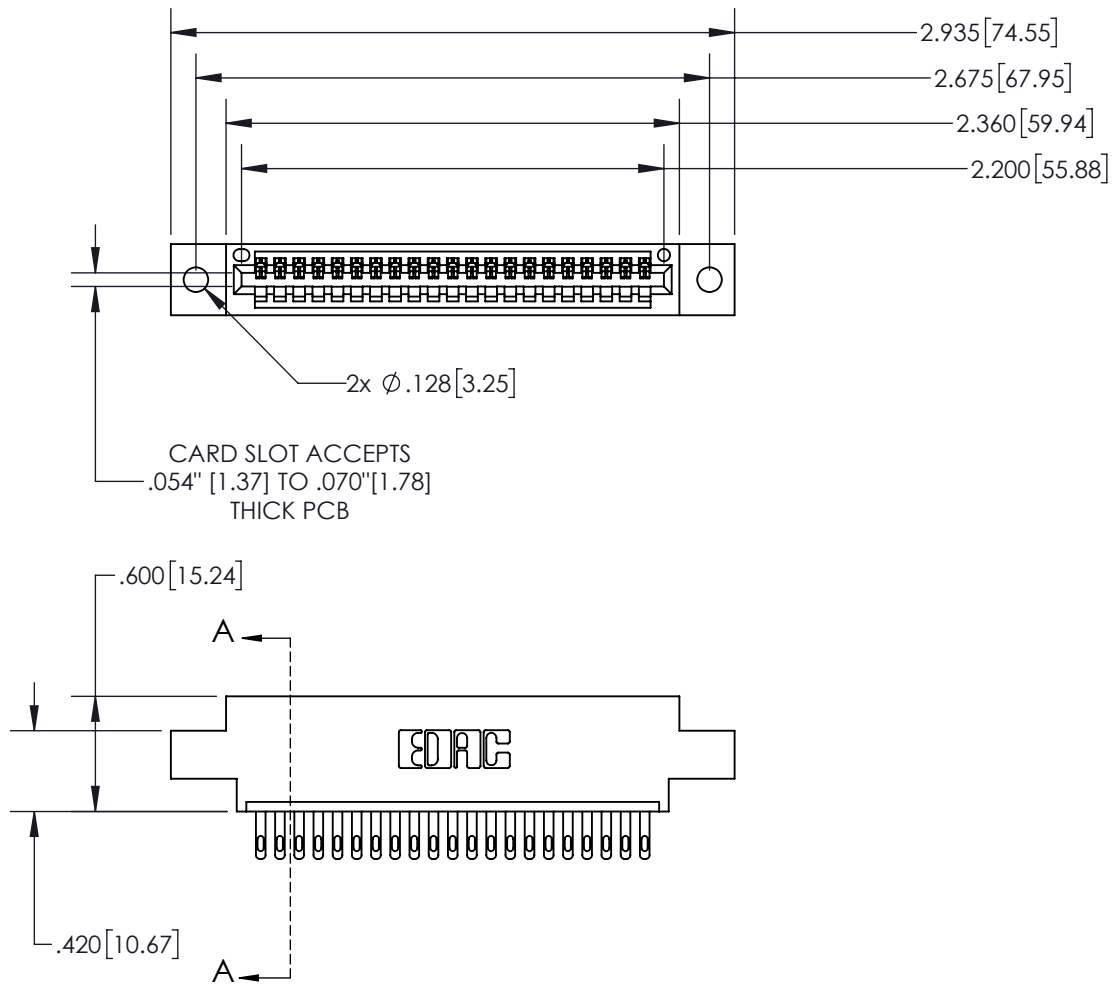 2.935[74.55]
2.675[67.95]
2.360[59.94]
2.200[55.88]
2x ∅.128[3.25]
CARD SLOT ACCEPTS
.054" [1.37] TO .070"[1.78]
THICK PCB
.600[15.24]
A
EDAC
.420[10.67]
A